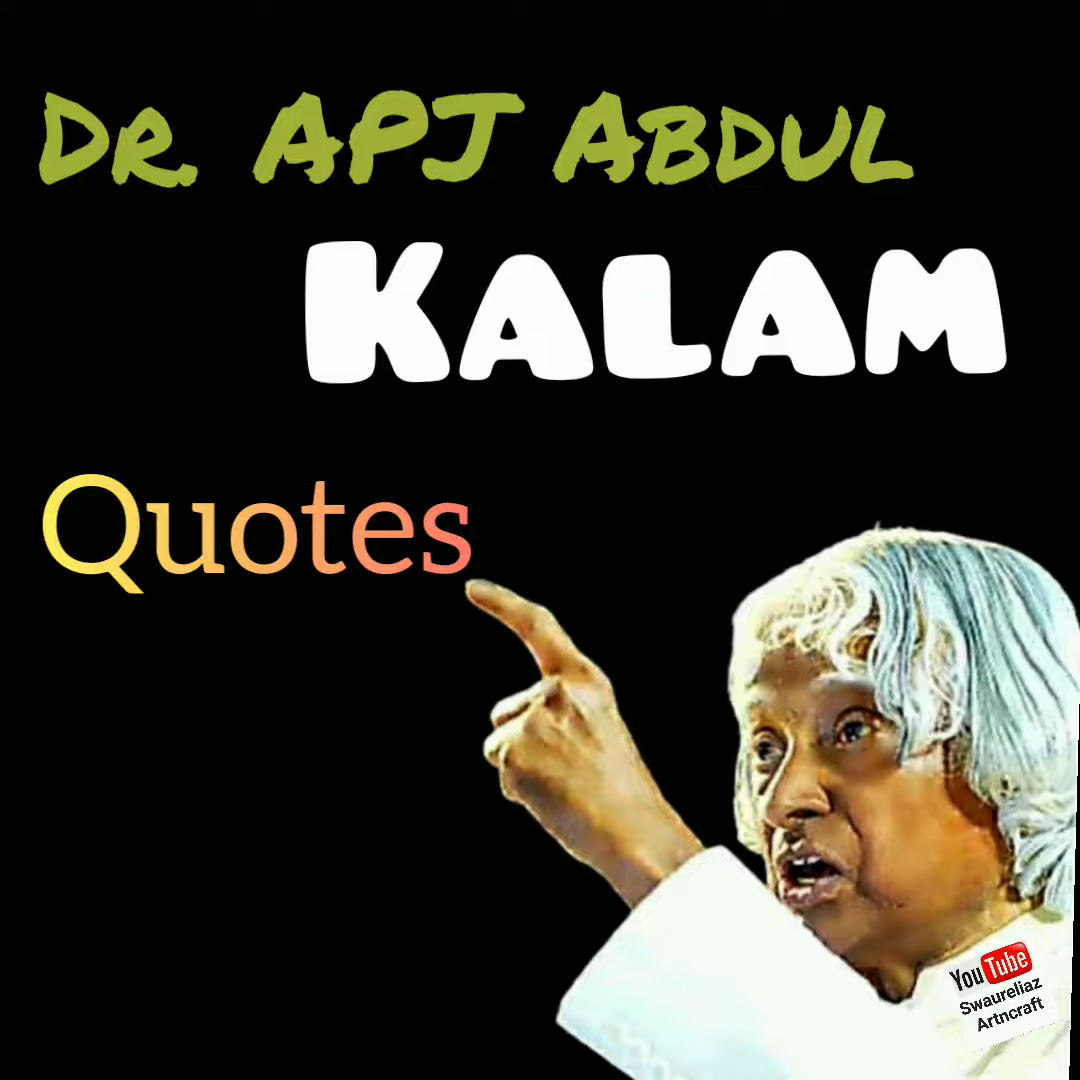 Dr. APJ Abdul
Kalam
Quotes
YouTube
Swaureliaz
Artncraft